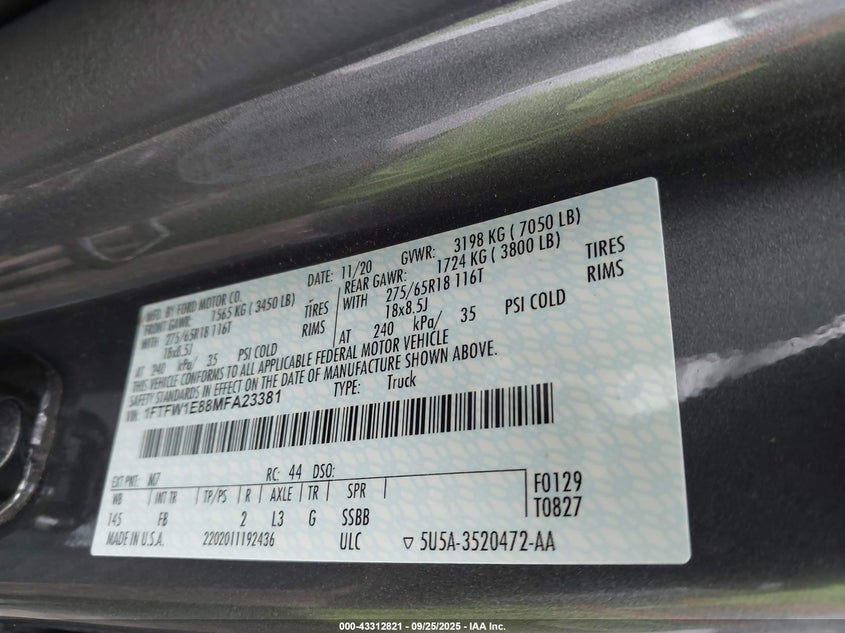 MFD. BY FORD MOTOR CO.
DATE: 11/20 GVWR: 3198 KG ( 7050 LB)
FRONT GAWR: 1565 KG ( 3450 LB) REAR GAWR: 1724 KG ( 3800 LB)
WITH 275/65R18 116T TIRES WITH 275/65R18 116T TIRES
18x8.5J RIMS 18x8.5J RIMS
AT 240 kPa/ 35 PSI COLD AT 240 kPa/ 35 PSI COLD
THIS VEHICLE CONFORMS TO ALL APPLICABLE FEDERAL MOTOR VEHICLE
SAFETY STANDARDS IN EFFECT ON THE DATE OF MANUFACTURE SHOWN ABOVE.
VIN: 1FTFW1E88MFA23381 TYPE: Truck
EXT PNT: M7 RC: 44 DSO:
WB INT TR TP/PS R AXLE TR SPR F0129
145 FB 2 L3 G SSBB T0827
MADE IN U.S.A. 2202011192436 ULC ▽ 5U5A-3520472-AA
000-43312821 - 09/25/2025 - IAA Inc.